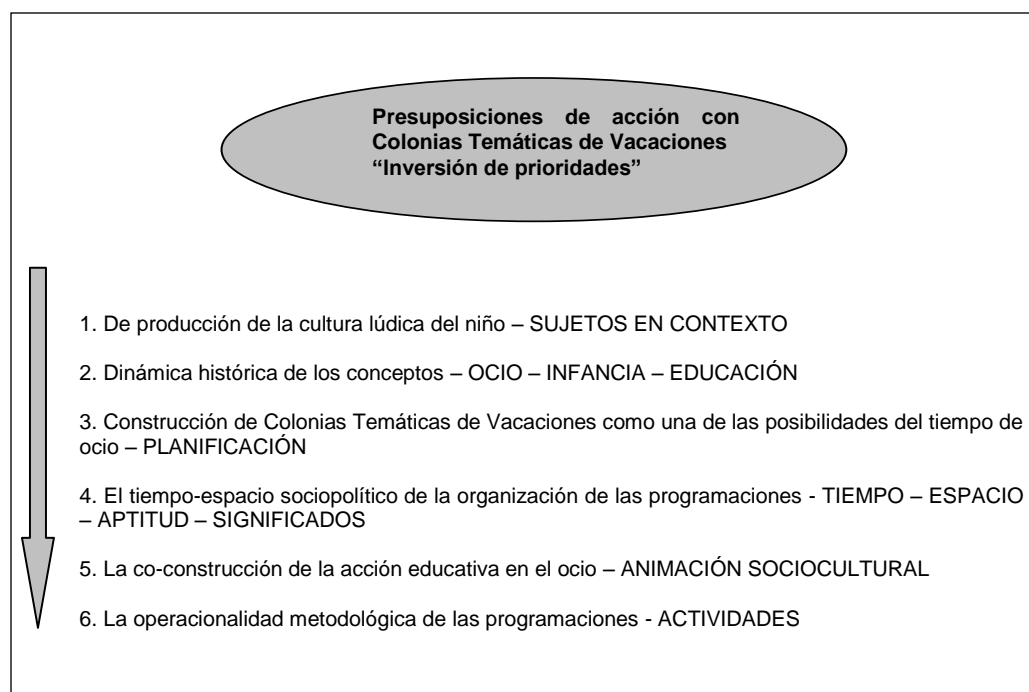 Presuposiciones de acción con
Colonias Temáticas de Vacaciones
“Inversión de prioridades”
1. De producción de la cultura lúdica del niño – SUJETOS EN CONTEXTO
2. Dinámica histórica de los conceptos – OCIO – INFANCIA – EDUCACIÓN
3. Construcción de Colonias Temáticas de Vacaciones como una de las posibilidades del tiempo de
ocio – PLANIFICACIÓN
4. El tiempo-espacio sociopolítico de la organización de las programaciones - TIEMPO – ESPACIO
– APTITUD – SIGNIFICADOS
5. La co-construcción de la acción educativa en el ocio – ANIMACIÓN SOCIOCULTURAL
6. La operacionalidad metodológica de las programaciones - ACTIVIDADES